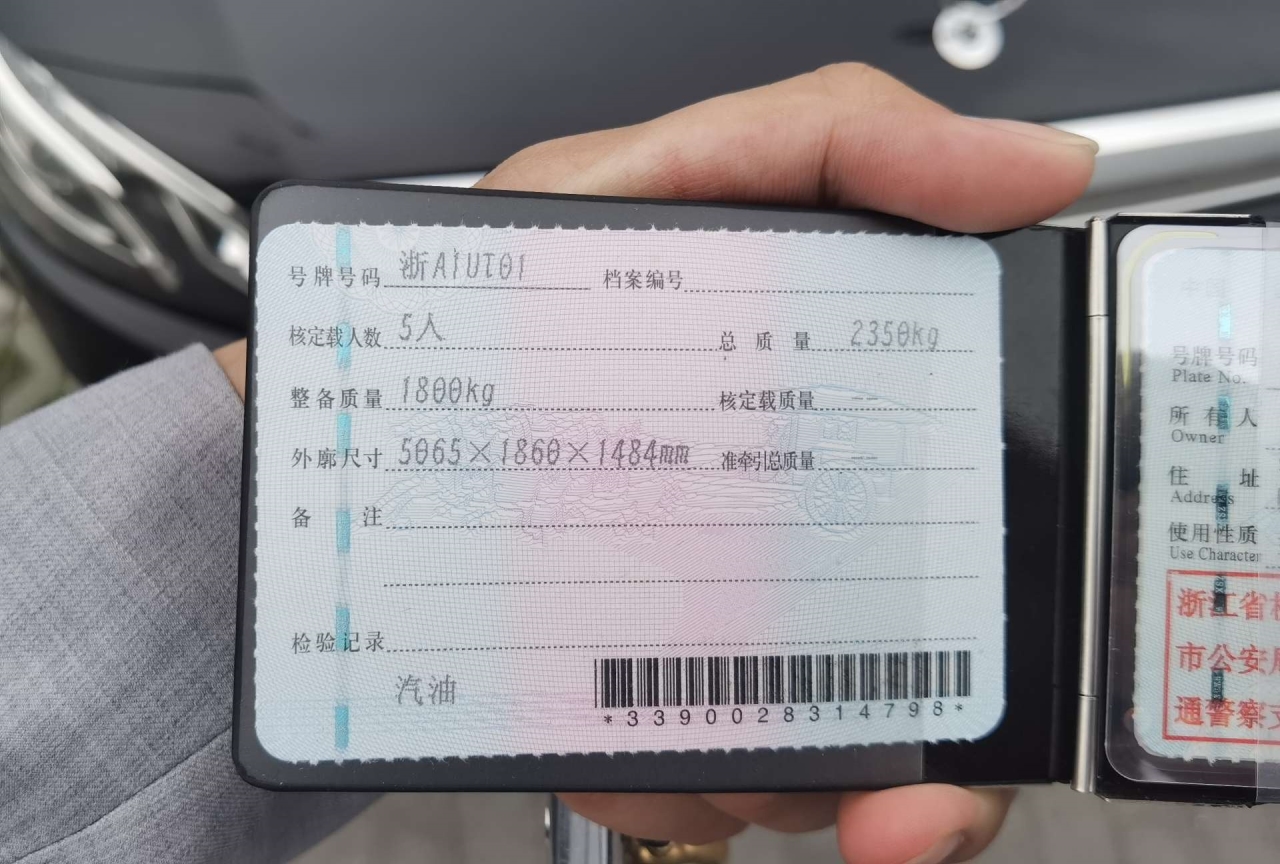 号牌号码 浙A1UT01 档案编号
核定载人数 5人 总质量 2350kg
整备质量 1800kg 核定载质量 --
外廓尺寸 5065×1860×1484mm 准牵引总质量 --
备注
检验记录
汽油
*3390028314798*
号牌号码
Plate No.
所有人
Owner
住址
Address
使用性质
Use Character
浙江省
市公安
通警察